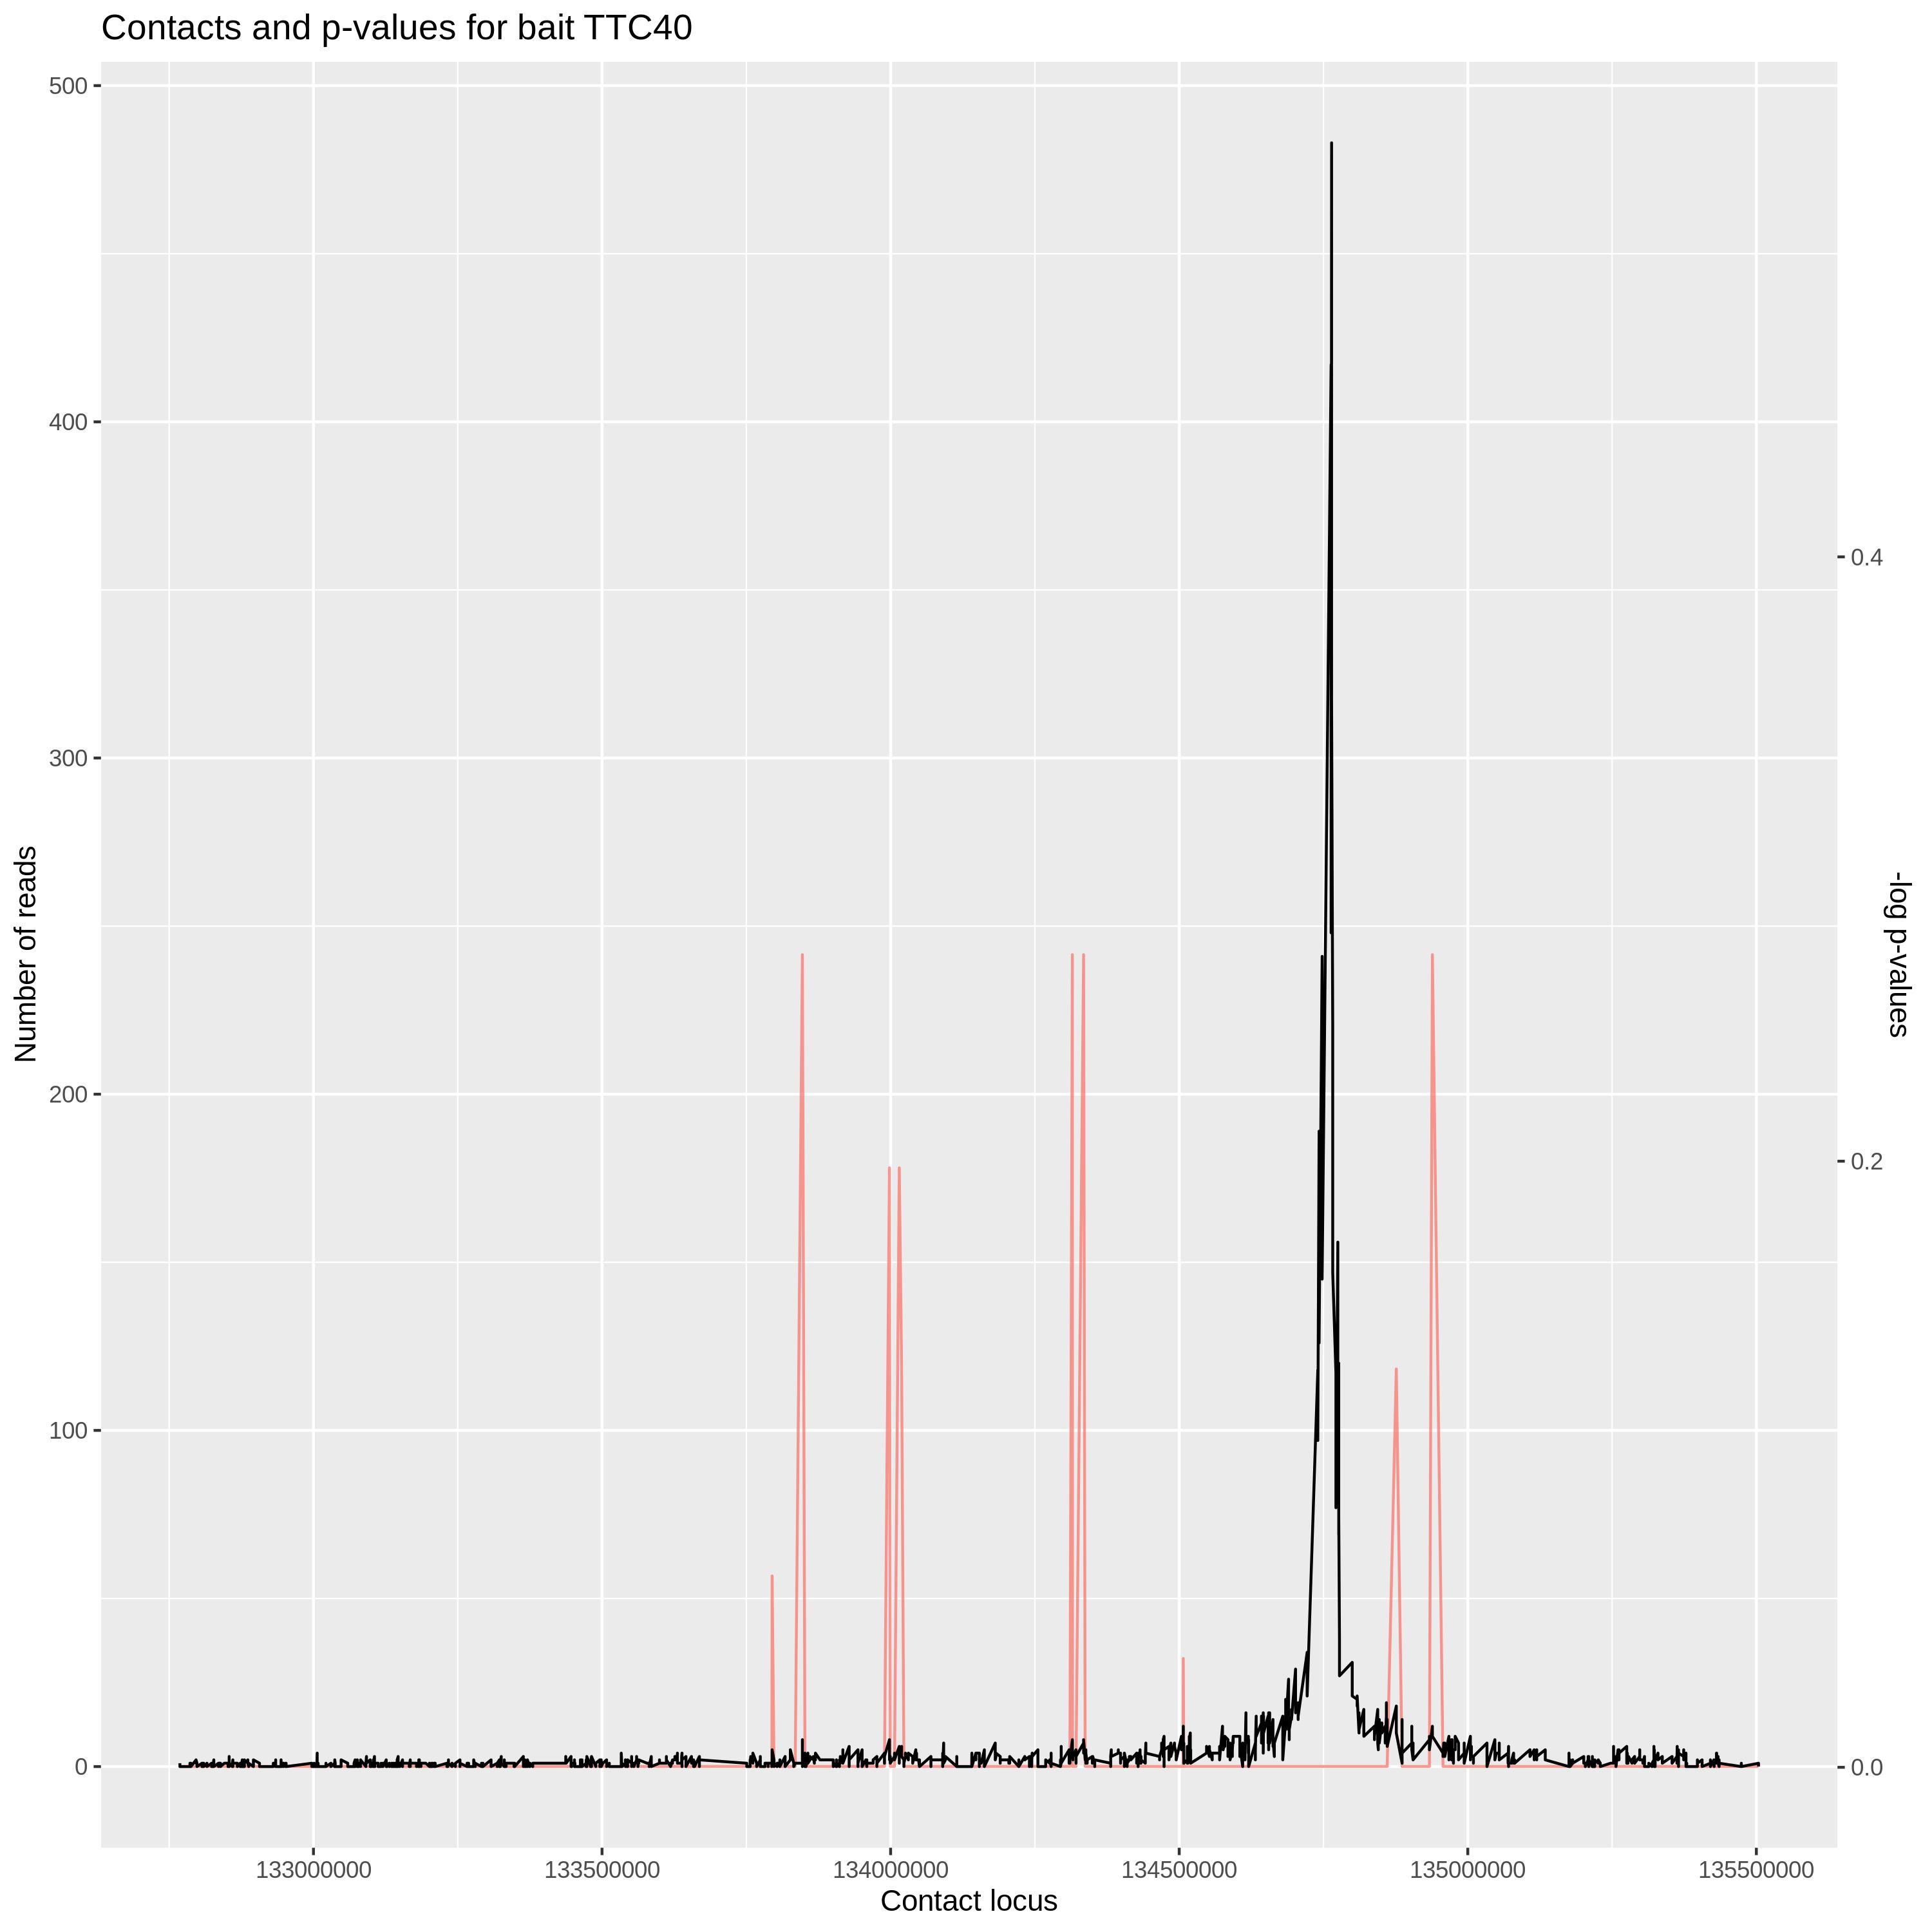 Contacts and p-values for bait TTC40
500
400
300
200
100
0
Number of reads
0.4
0.2
0.0
-log p-values
133000000 133500000 134000000 134500000 135000000 135500000
Contact locus